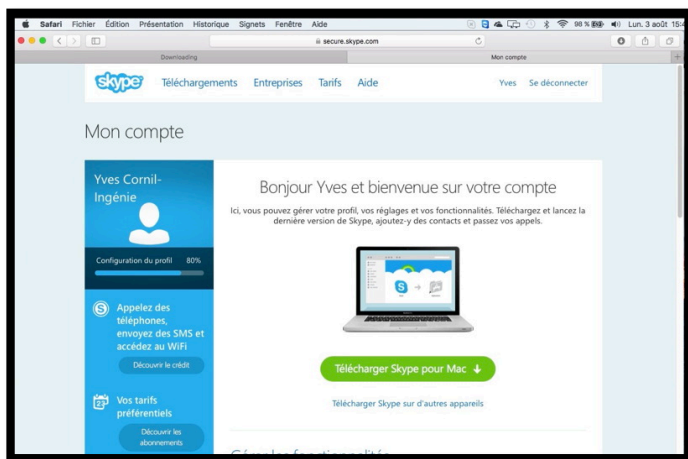 Safari Fichier Édition Présentation Historique Signets Fenêtre Aide 98 % Lun. 3 août 15:4
secure.skype.com
Downloading Mon compte
skype Téléchargements Entreprises Tarifs Aide Yves Se déconnecter
Mon compte
Yves Cornil-
Ingénie
Configuration du profil 80%
Appelez des
téléphones,
envoyez des SMS et
accédez au WiFi
Découvrir le crédit
23
Vos tarifs
préférentiels
Découvrir les
abonnements
Bonjour Yves et bienvenue sur votre compte
Ici, vous pouvez gérer votre profil, vos réglages et vos fonctionnalités. Téléchargez et lancez la
dernière version de Skype, ajoutez-y des contacts et passez vos appels.
Télécharger Skype pour Mac
Télécharger Skype sur d'autres appareils